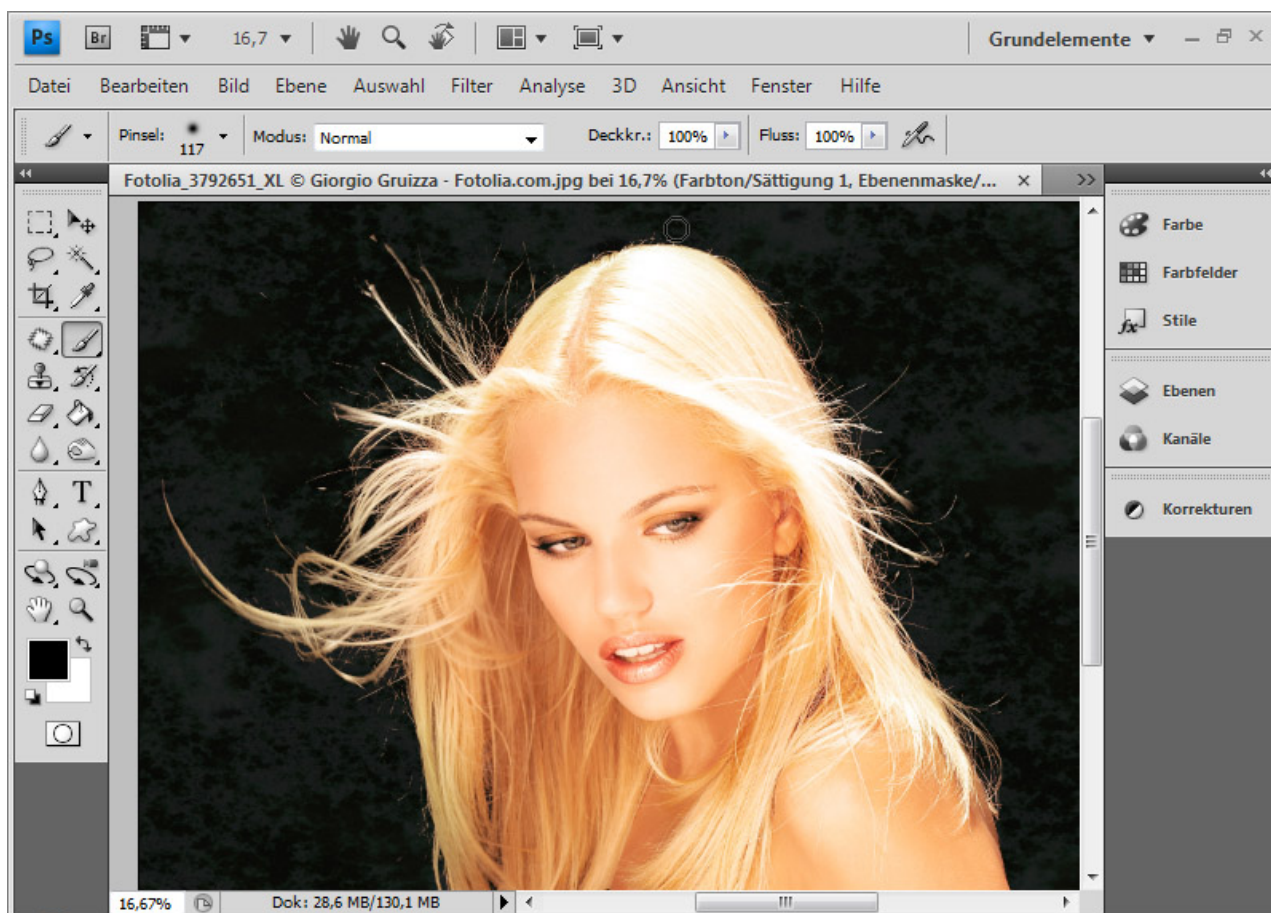 Ps Br 16,7 Grundelemente
Datei Bearbeiten Bild Ebene Auswahl Filter Analyse 3D Ansicht Fenster Hilfe
Pinsel: 117 Modus: Normal Deckkr.: 100% Fluss: 100%
Fotolia_3792651_XL © Giorgio Gruizza - Fotolia.com.jpg bei 16,7% (Farbton/Sättigung 1, Ebenenmaske/...
Farbe
Farbfelder
fx Stile
Ebenen
Kanäle
T
Korrekturen
16,67% Dok: 28,6 MB/130,1 MB